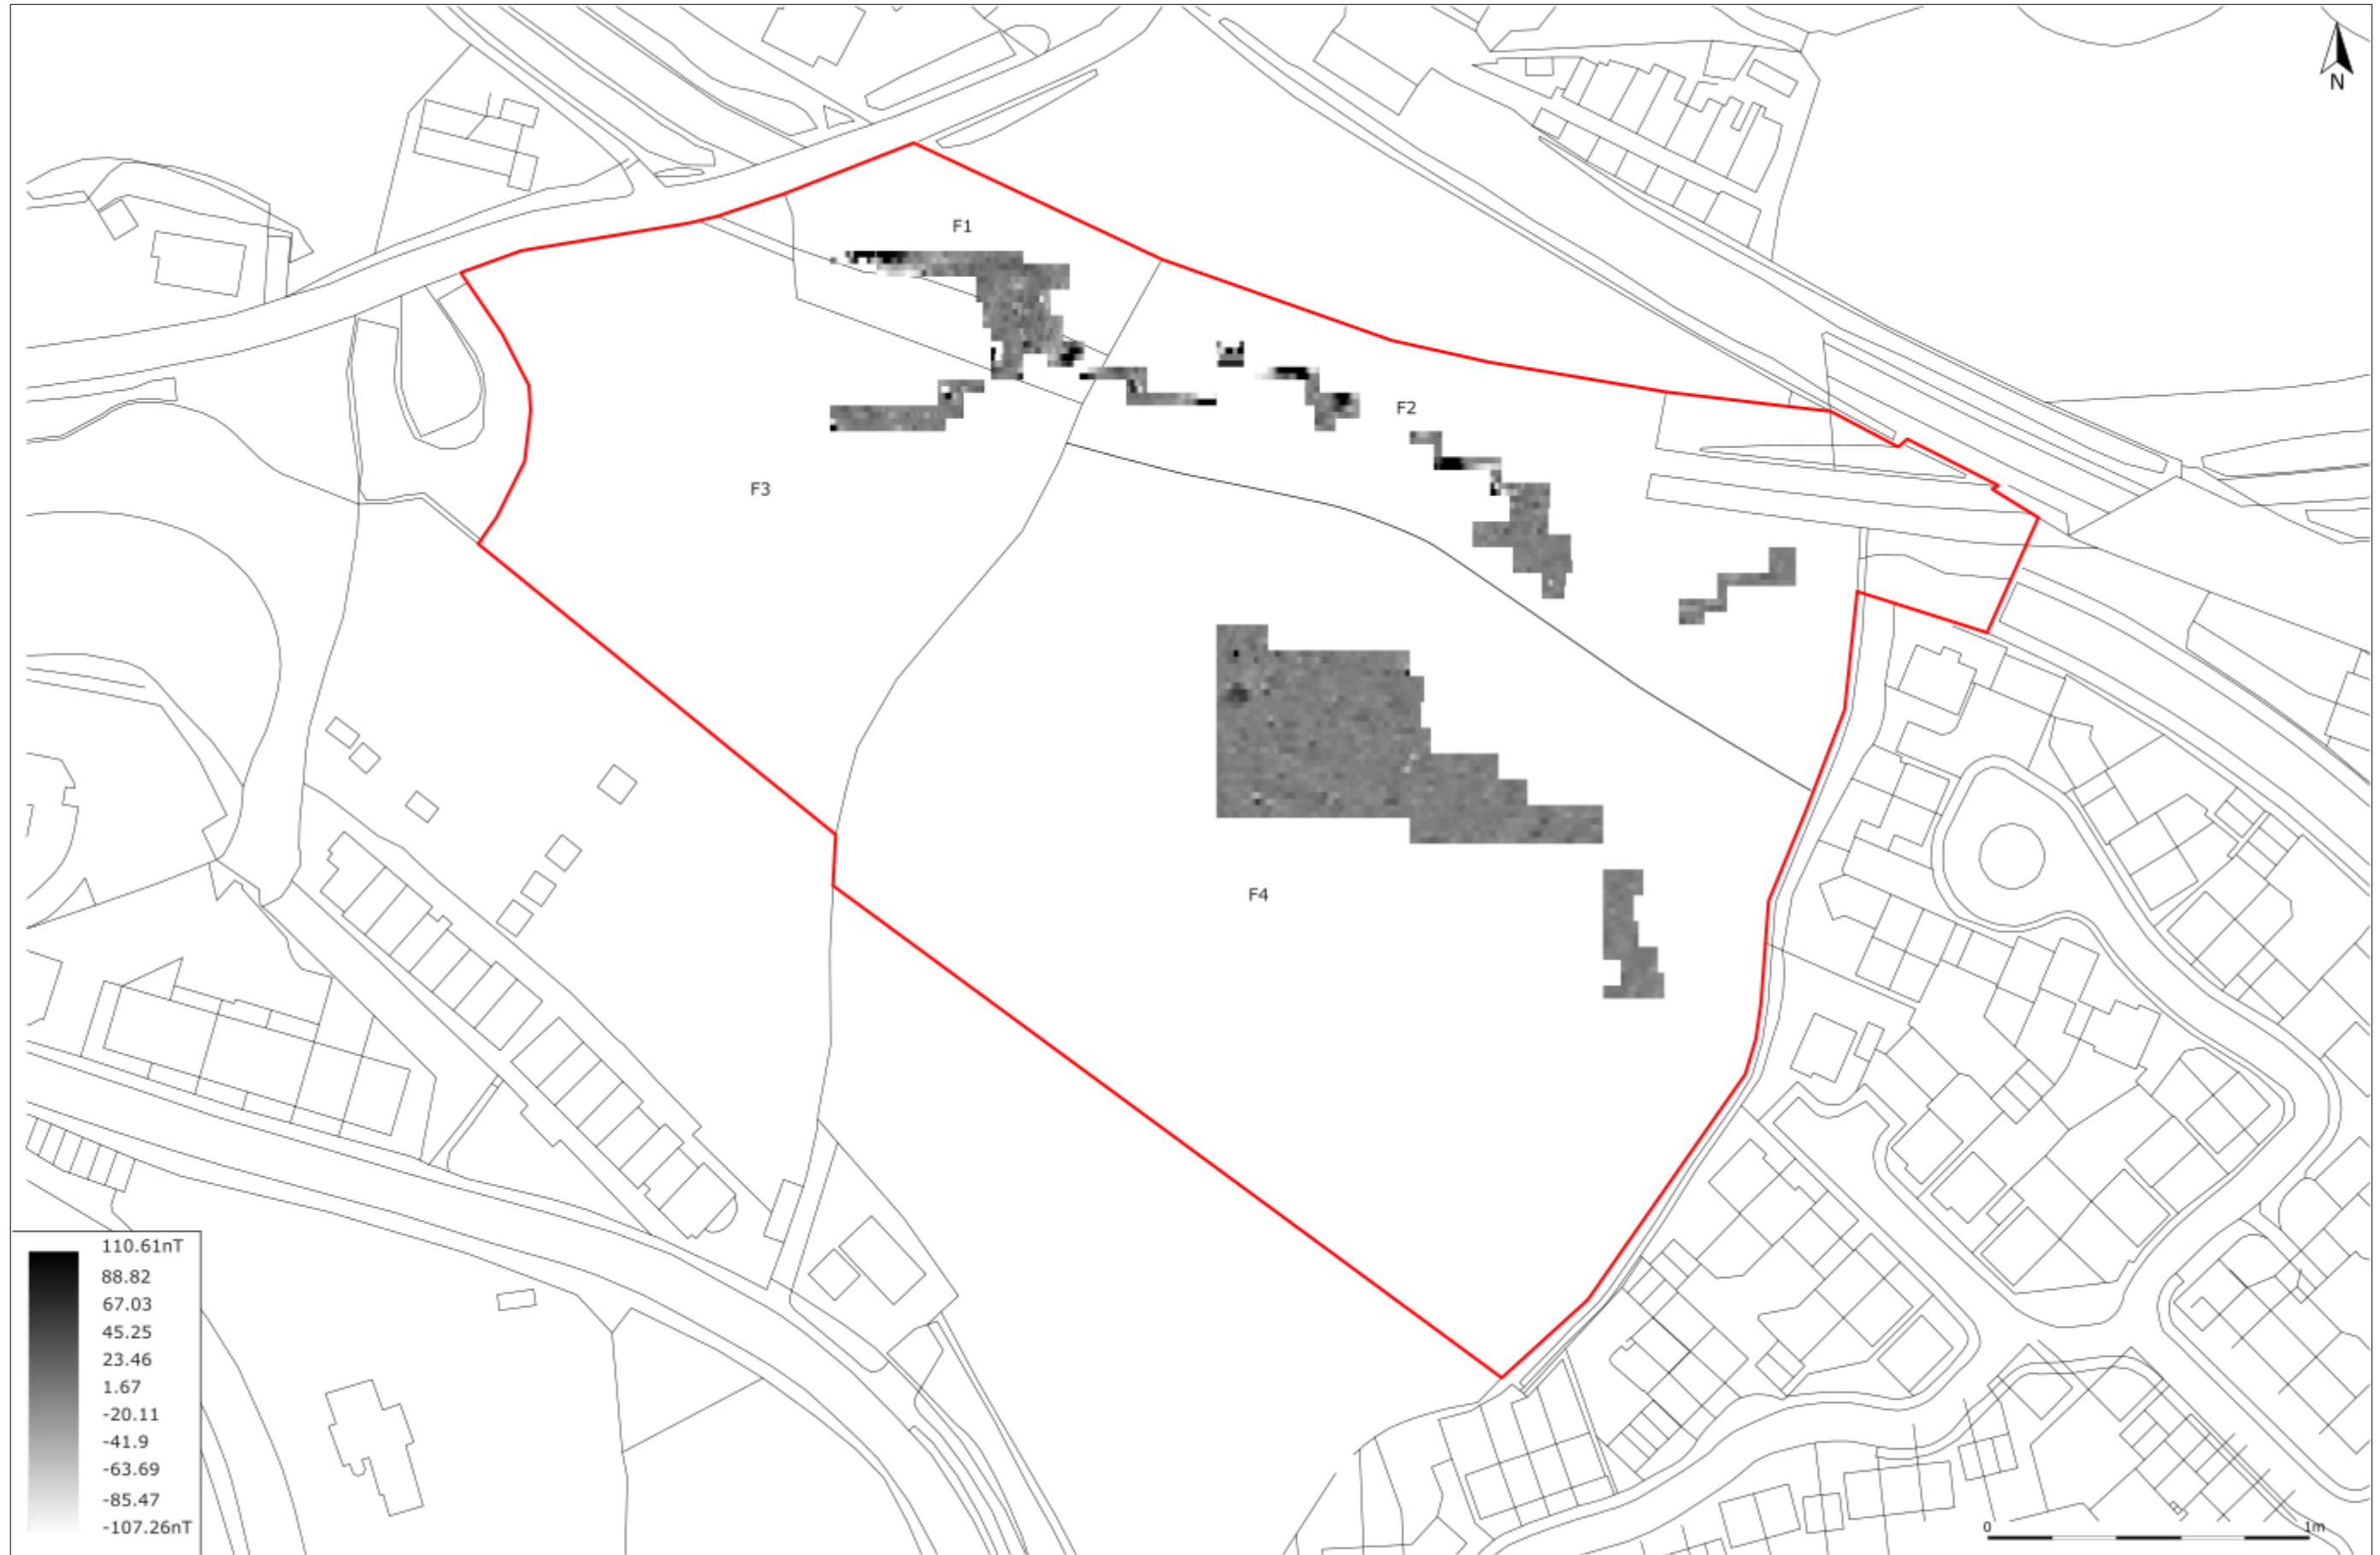 N
F1
F2
F3
F4
110.61nT
88.82
67.03
45.25
23.46
1.67
-20.11
-41.9
-63.69
-85.47
-107.26nT
0 1m